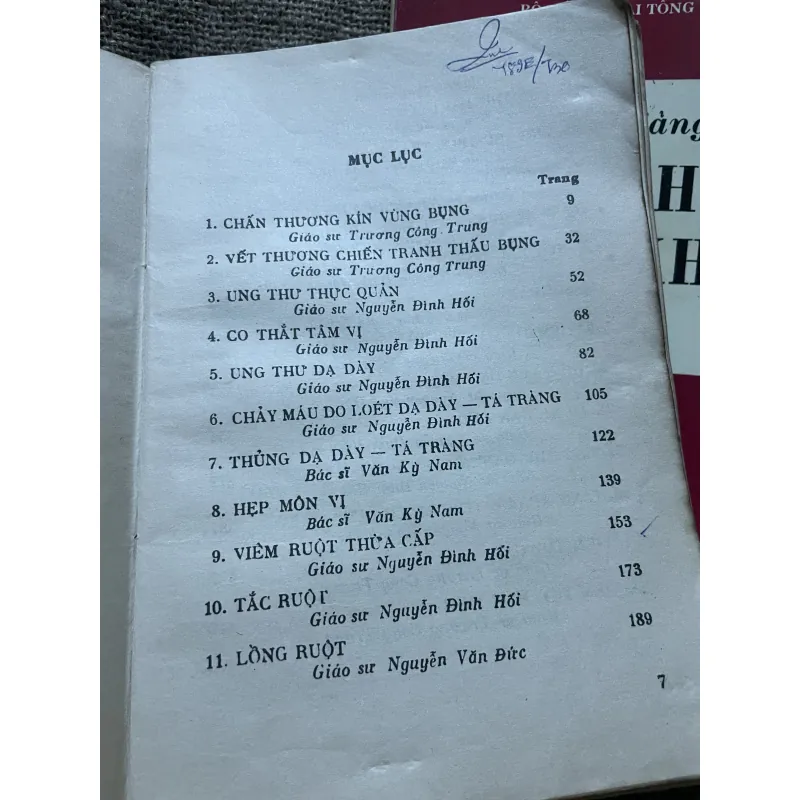 BỘ
TỔNG
MỤC LỤC
Trang
1. CHẤN THƯƠNG KÍN VÙNG BỤNG 9
Giáo sư Trương Công Trung
2. VẾT THƯƠNG CHIẾN TRANH THẤU BỤNG 32
Giáo sư Trương Công Trung
3. UNG THƯ THỰC QUẢN 52
Giáo sư Nguyễn Đình Hối
4. CO THẮT TÂM VỊ 68
Giáo sư Nguyễn Đình Hối
5. UNG THƯ DẠ DÀY 82
Giáo sư Nguyễn Đình Hối
6. CHẢY MÁU DO LOÉT DẠ DÀY — TÁ TRÀNG 105
Giáo sư Nguyễn Đình Hối
7. THỦNG DẠ DÀY — TÁ TRÀNG 122
Bác sĩ Văn Kỳ Nam
8. HẸP MÔN VỊ 139
Bác sĩ Văn Kỳ Nam
9. VIÊM RUỘT THỪA CẤP 153
Giáo sư Nguyễn Đình Hối
10. TẮC RUỘT 173
Giáo sư Nguyễn Đình Hối
11. LỒNG RUỘT 189
Giáo sư Nguyễn Văn Đức
7